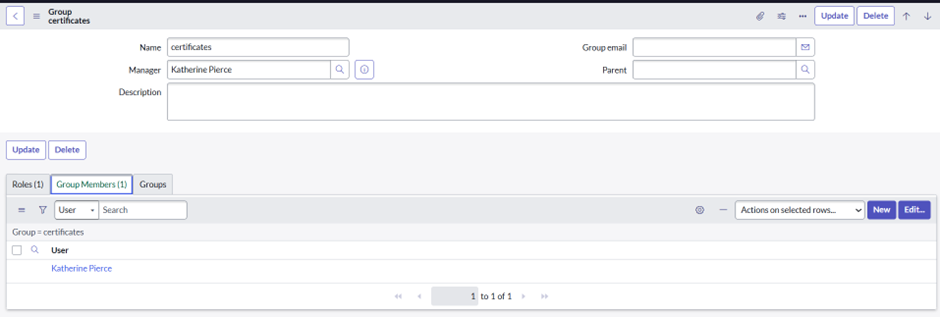 Group
certificates
Update Delete
Name certificates Group email
Manager Katherine Pierce Parent
Description
Update Delete
Roles (1) Group Members (1) Groups
User Search Actions on selected rows... New Edit...
Group = certificates
User
Katherine Pierce
1 to 1 of 1